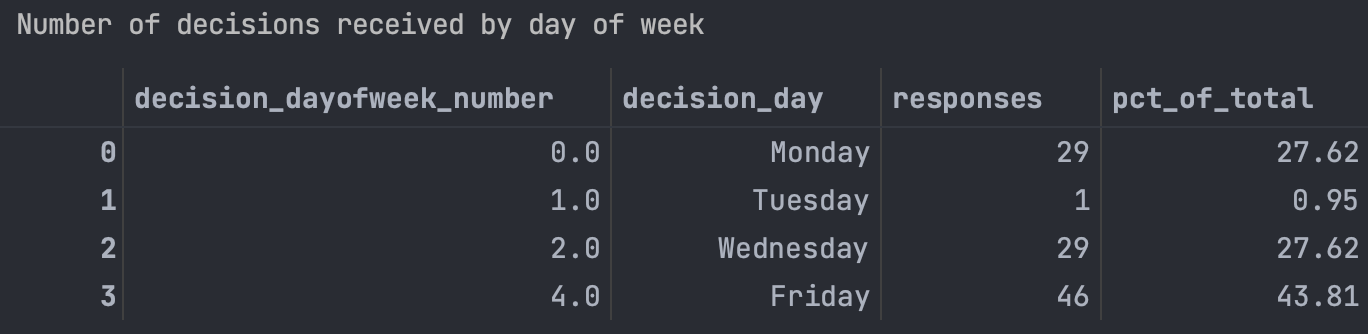 Number of decisions received by day of week
decision_dayofweek_number decision_day responses pct_of_total
0 0.0 Monday 29 27.62
1 1.0 Tuesday 1 0.95
2 2.0 Wednesday 29 27.62
3 4.0 Friday 46 43.81